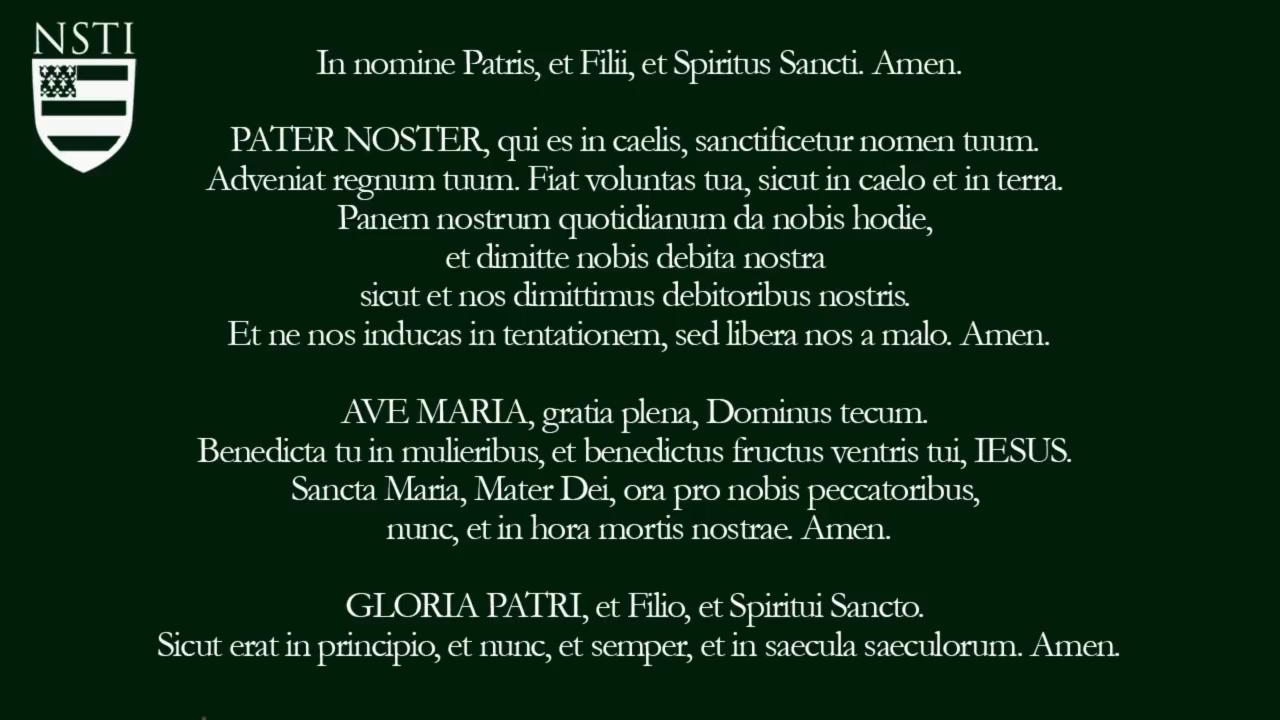 NSTI
In nomine Patris, et Filii, et Spiritus Sancti. Amen.
PATER NOSTER, qui es in caelis, sanctificetur nomen tuum.
Adveniat regnum tuum. Fiat voluntas tua, sicut in caelo et in terra.
Panem nostrum quotidianum da nobis hodie,
et dimitte nobis debita nostra
sicut et nos dimittimus debitoribus nostris.
Et ne nos inducas in tentationem, sed libera nos a malo. Amen.
AVE MARIA, gratia plena, Dominus tecum.
Benedicta tu in mulieribus, et benedictus fructus ventris tui, IESUS.
Sancta Maria, Mater Dei, ora pro nobis peccatoribus,
nunc, et in hora mortis nostrae. Amen.
GLORIA PATRI, et Filio, et Spiritui Sancto.
Sicut erat in principio, et nunc, et semper, et in saecula saeculorum. Amen.